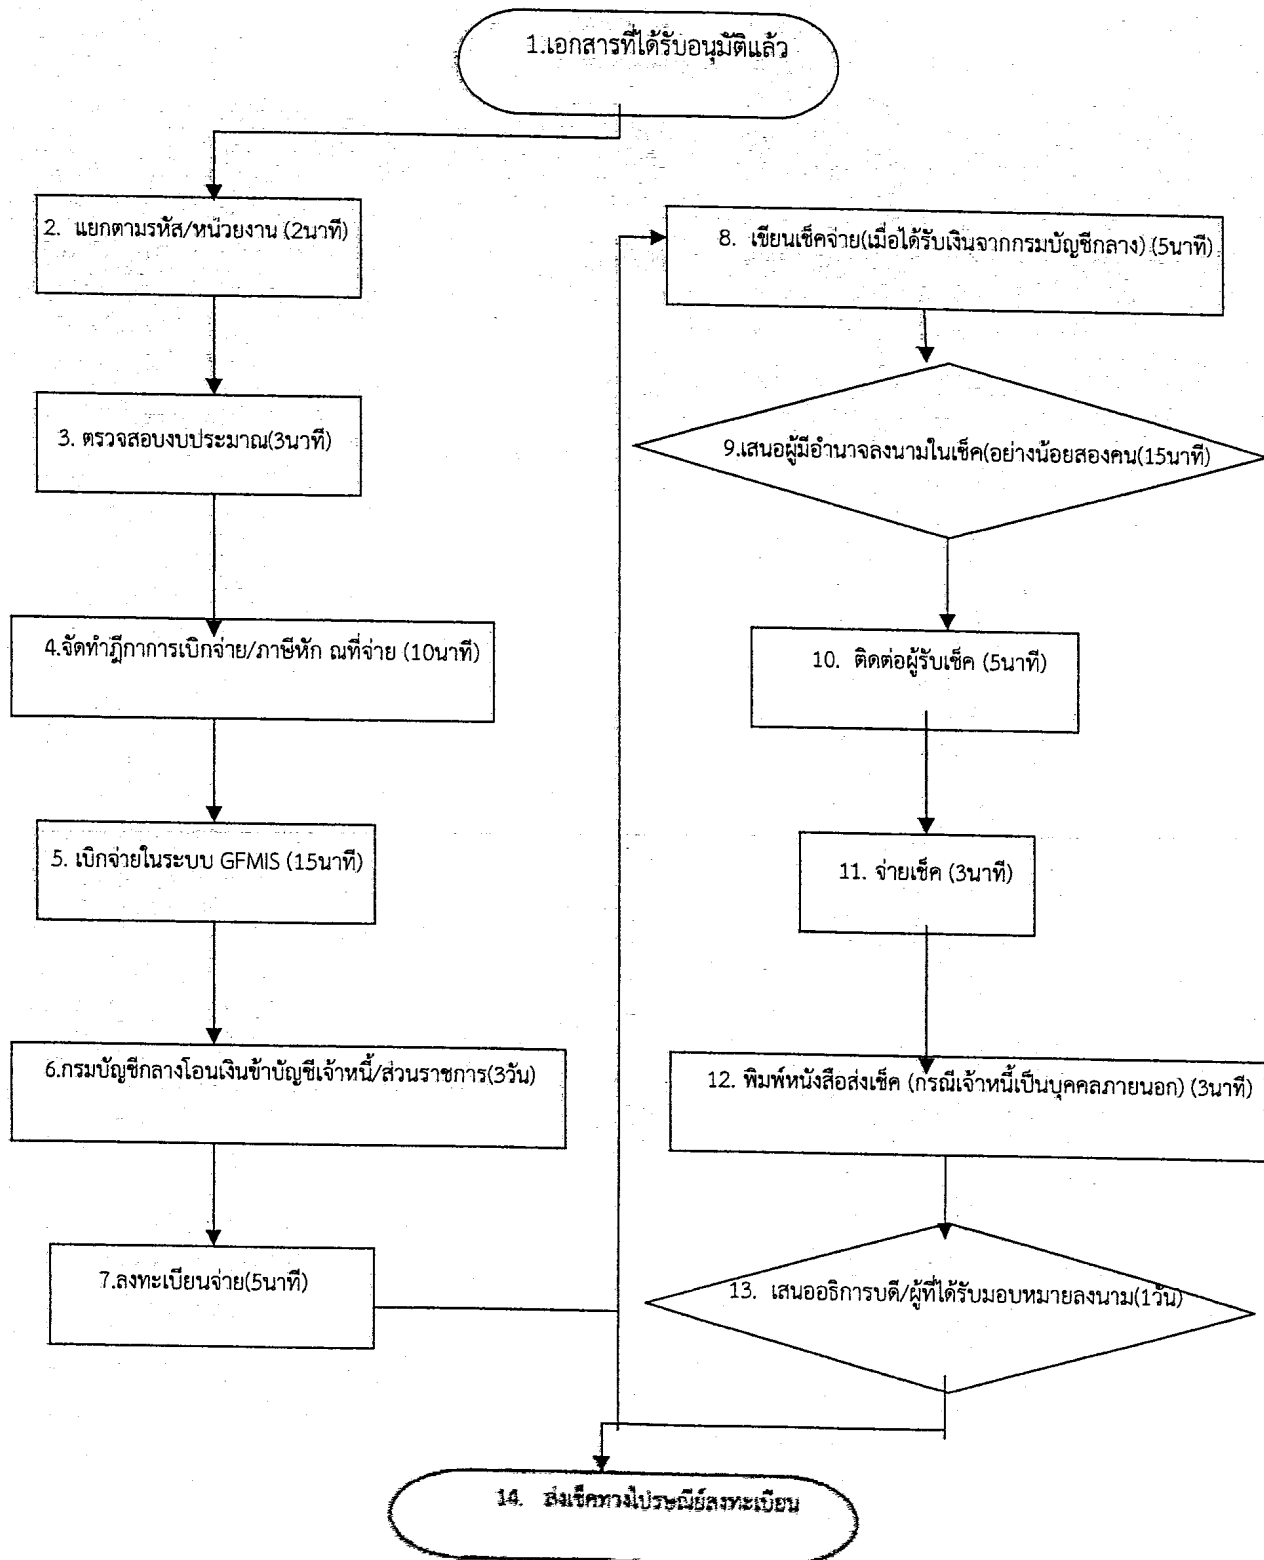 1.เอกสารที่ได้รับอนุมัติแล้ว
2. แยกตามรหัส/หน่วยงาน (2นาที)
3. ตรวจสอบงบประมาณ(3นาที)
4.จัดทำฎีกาการเบิกจ่าย/ภาษีหัก ณที่จ่าย (10นาที)
5. เบิกจ่ายในระบบ GFMIS (15นาที)
6.กรมบัญชีกลางโอนเงินข้าบัญชีเจ้าหนี้/ส่วนราชการ(3วัน)
7.ลงทะเบียนจ่าย(5นาที)
8. เขียนเช็คจ่าย(เมื่อได้รับเงินจากกรมบัญชีกลาง) (5นาที)
9.เสนอผู้มีอำนาจลงนามในเช็ค(อย่างน้อยสองคน(15นาที)
10. ติดต่อผู้รับเช็ค (5นาที)
11. จ่ายเช็ค (3นาที)
12. พิมพ์หนังสือส่งเช็ค (กรณีเจ้าหนี้เป็นบุคคลภายนอก) (3นาที)
13. เสนออธิการบดี/ผู้ที่ได้รับมอบหมายลงนาม(1วัน)
14. ส่งเช็คทางไปรษณีย์ลงทะเบียน